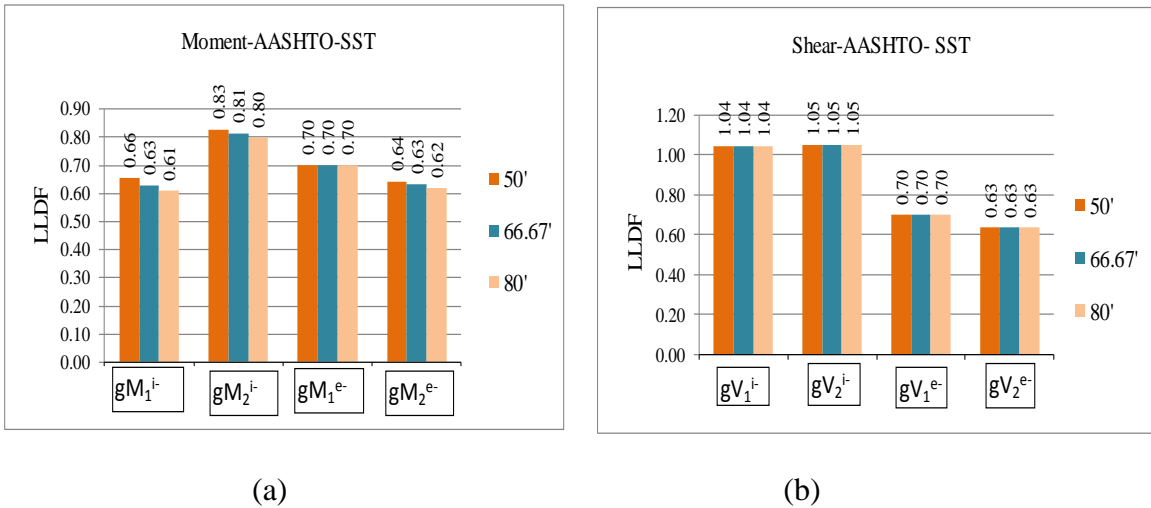 Moment-AASHTO-SST
LLDF
0.90
0.80
0.70
0.60
0.50
0.40
0.30
0.20
0.10
0.00
0.66 0.63 0.61
0.83 0.81 0.80
0.70 0.70 0.70
0.64 0.63 0.62
gM₁ⁱ⁻ gM₂ⁱ⁻ gM₁ᵉ⁻ gM₂ᵉ⁻
50'
66.67'
80'
(a)
Shear-AASHTO- SST
LLDF
1.20
1.00
0.80
0.60
0.40
0.20
0.00
1.04 1.04 1.04
1.05 1.05 1.05
0.70 0.70 0.70
0.63 0.63 0.63
gV₁ⁱ⁻ gV₂ⁱ⁻ gV₁ᵉ⁻ gV₂ᵉ⁻
50'
66.67'
80'
(b)